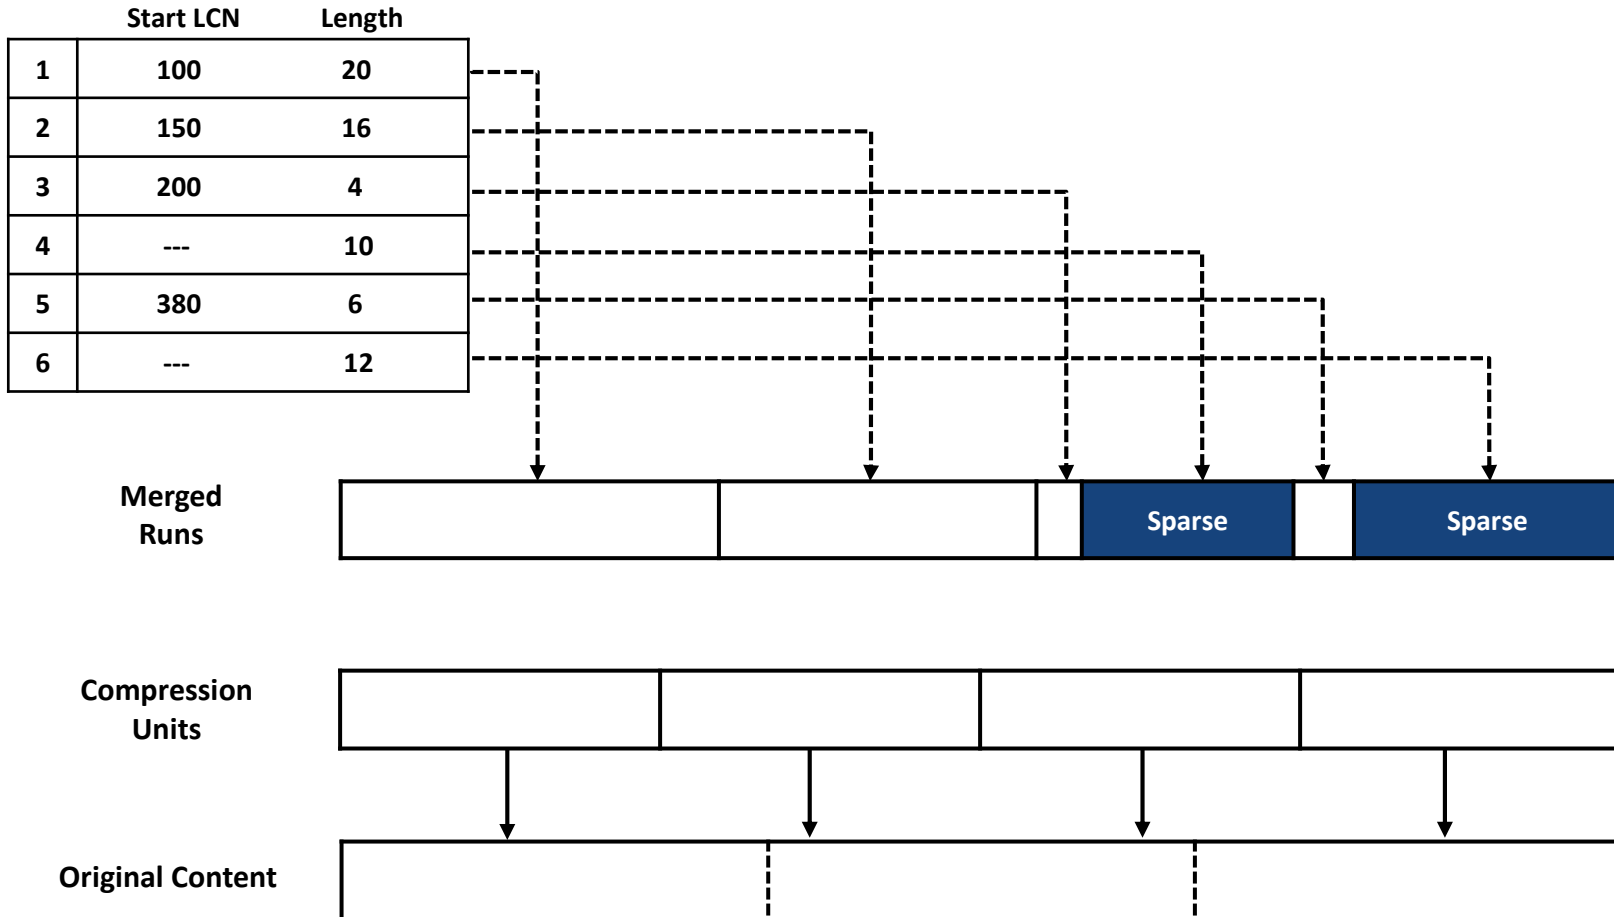 Start LCN Length
1 100 20
2 150 16
3 200 4
4 --- 10
5 380 6
6 --- 12
Merged
Runs
Sparse Sparse
Compression
Units
Original Content